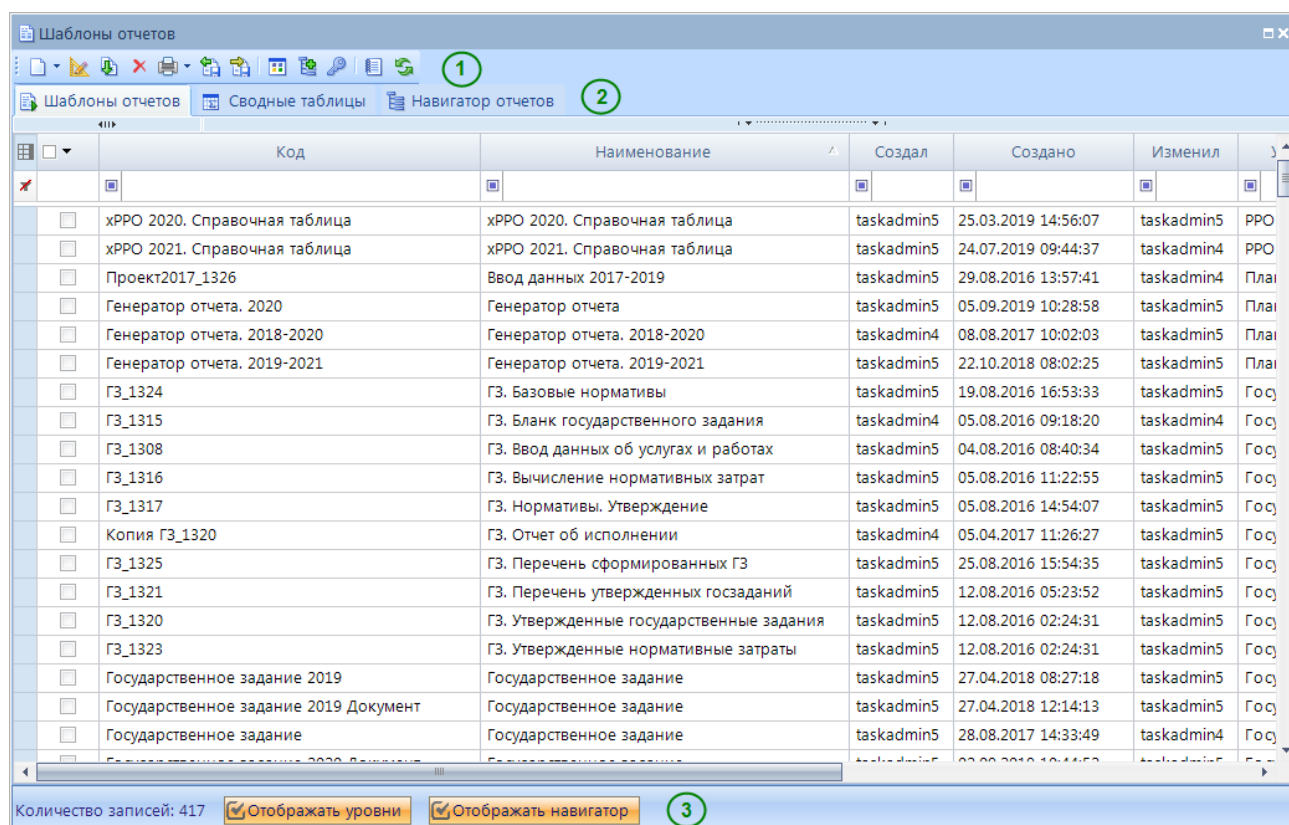 Шаблоны отчетов
1
Шаблоны отчетов Сводные таблицы Навигатор отчетов 2
Код Наименование Создал Создано Изменил
хРРО 2020. Справочная таблица хРРО 2020. Справочная таблица taskadmin5 25.03.2019 14:56:07 taskadmin5 РРО
хРРО 2021. Справочная таблица хРРО 2021. Справочная таблица taskadmin5 24.07.2019 09:44:37 taskadmin4 РРО
Проект2017_1326 Ввод данных 2017-2019 taskadmin5 29.08.2016 13:57:41 taskadmin4
Генератор отчета. 2020 Генератор отчета taskadmin5 05.09.2019 10:28:58 taskadmin5
Генератор отчета. 2018-2020 Генератор отчета. 2018-2020 taskadmin4 08.08.2017 10:02:03 taskadmin5
Генератор отчета. 2019-2021 Генератор отчета. 2019-2021 taskadmin5 22.10.2018 08:02:25 taskadmin5
ГЗ_1324 ГЗ. Базовые нормативы taskadmin5 19.08.2016 16:53:33 taskadmin5
ГЗ_1315 ГЗ. Бланк государственного задания taskadmin4 05.08.2016 09:18:20 taskadmin4
ГЗ_1308 ГЗ. Ввод данных об услугах и работах taskadmin5 04.08.2016 08:40:34 taskadmin5
ГЗ_1316 ГЗ. Вычисление нормативных затрат taskadmin5 05.08.2016 11:22:55 taskadmin5
ГЗ_1317 ГЗ. Нормативы. Утверждение taskadmin5 05.08.2016 14:54:07 taskadmin5
Копия ГЗ_1320 ГЗ. Отчет об исполнении taskadmin4 05.04.2017 11:26:27 taskadmin5
ГЗ_1325 ГЗ. Перечень сформированных ГЗ taskadmin5 25.08.2016 15:54:35 taskadmin5
ГЗ_1321 ГЗ. Перечень утвержденных госзаданий taskadmin5 12.08.2016 05:23:52 taskadmin5
ГЗ_1320 ГЗ. Утвержденные государственные задания taskadmin5 12.08.2016 02:24:31 taskadmin5
ГЗ_1323 ГЗ. Утвержденные нормативные затраты taskadmin5 12.08.2016 02:24:31 taskadmin5
Государственное задание 2019 Государственное задание taskadmin5 27.04.2018 08:27:18 taskadmin5
Государственное задание 2019 Документ Государственное задание taskadmin5 27.04.2018 12:14:13 taskadmin5
Государственное задание Государственное задание taskadmin5 28.08.2017 14:33:49 taskadmin4
Количество записей: 417 Отображать уровни Отображать навигатор 3